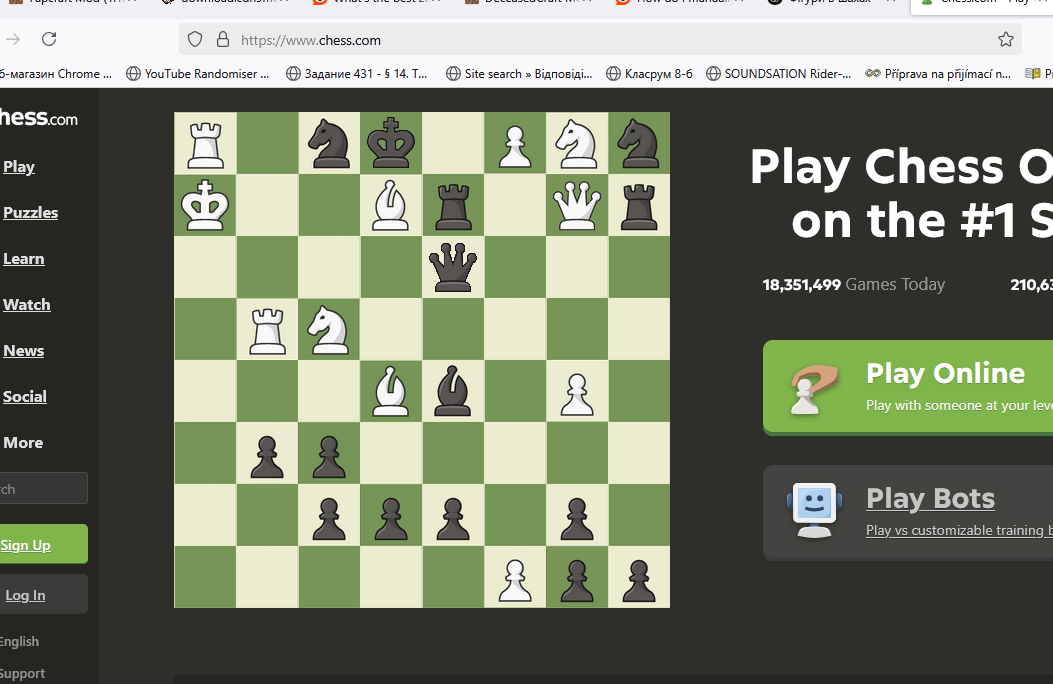 https://www.chess.com
б-магазин Chrome ...
YouTube Randomiser ...
Задание 431 - § 14. Т...
Site search » Відповіді...
Класрум 8-б
SOUNDSATION Rider-...
Příprava na přijímací n...
hess.com
Play
Puzzles
Learn
Watch
News
Social
More
rch
Sign Up
Log In
English
Support
Play Chess O
on the #1 S
18,351,499 Games Today
210,63
Play Online
Play with someone at your leve
Play Bots
Play vs customizable training b